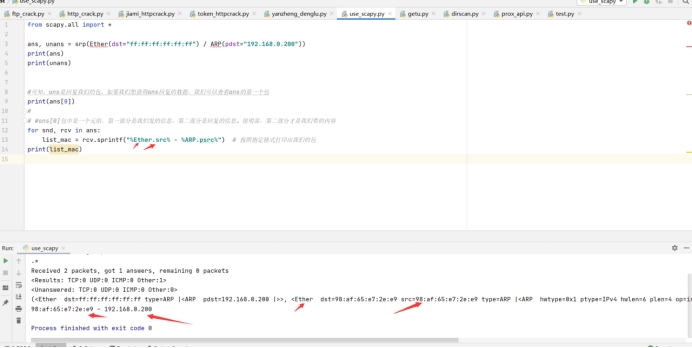 use_scapy.py
use_scapy
ftp_crack.py
http_crack.py
jiami_httpcrack.py
token_httpcrack.py
yanzheng_denglu.py
use_scapy.py
getu.py
dirscan.py
prox_api.py
test.py
1 from scapy.all import *
2
3 ans, unans = srp(Ether(dst="ff:ff:ff:ff:ff:ff") / ARP(pdst="192.168.0.200"))
4 print(ans)
5 print(unans)
6
7
8 #可知，ans是回复我们的包，如果我们想获得ans回复的数据，我们可以查看ans的第一个包
9 print(ans[0])
10 #
11 # #ans[0]包中是一个元组，第一部分是我们发的信息，第二部分是回复的信息，第二部分才是我们要的内容
12 for snd, rcv in ans:
13 list_mac = rcv.sprintf("%Ether.src% - %ARP.psrc%") # 按照指定格式打印出我们的包
14 print(list_mac)
15
Run: use_scapy
.*
Received 2 packets, got 1 answers, remaining 0 packets
<Results: TCP:0 UDP:0 ICMP:0 Other:1>
<Unanswered: TCP:0 UDP:0 ICMP:0 Other:0>
(<Ether dst=ff:ff:ff:ff:ff:ff type=ARP |<ARP pdst=192.168.0.200 |>>, <Ether dst=98:af:65:e7:2e:e9 src=98:af:65:e7:2e:e9 type=ARP |<ARP hwtype=0x1 ptype=IPv4 hwlen=6 plen=4 op=i
98:af:65:e7:2e:e9 - 192.168.0.200
Process finished with exit code 0